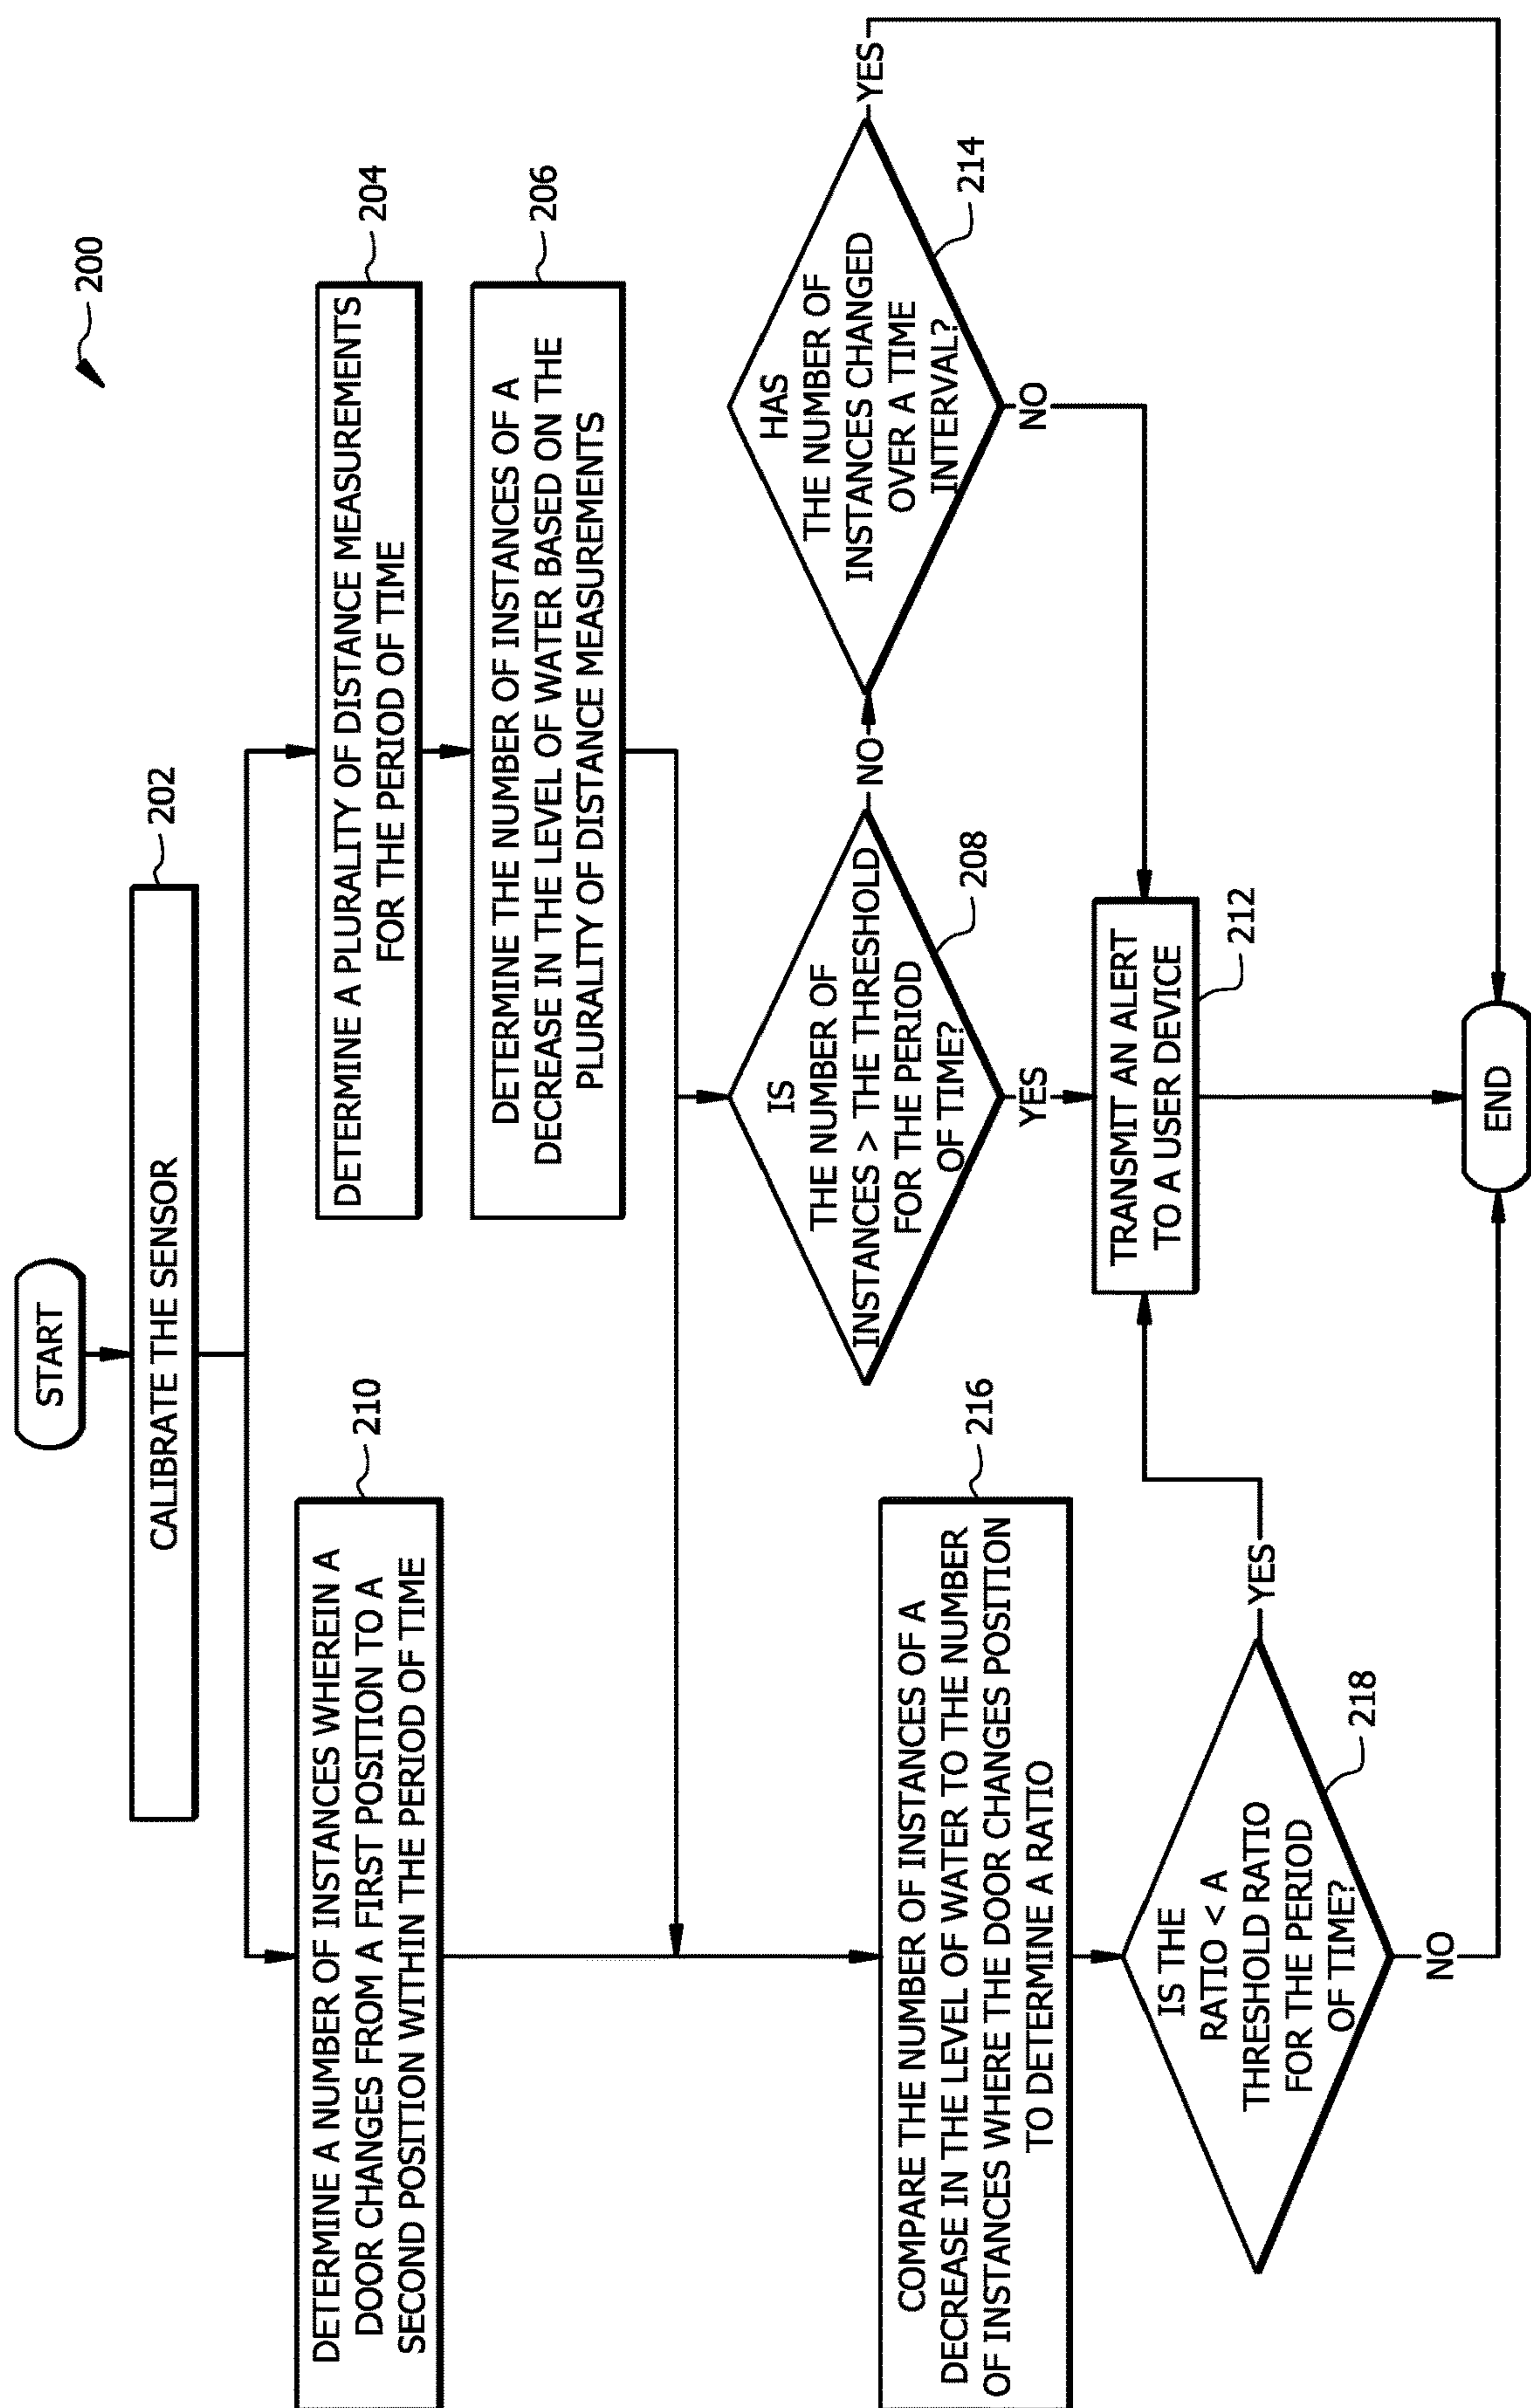 200
START
CALIBRATE THE SENSOR
202
DETERMINE A NUMBER OF INSTANCES WHEREIN A
DOOR CHANGES FROM A FIRST POSITION TO A
SECOND POSITION WITHIN THE PERIOD OF TIME
210
DETERMINE A PLURALITY OF DISTANCE MEASUREMENTS
FOR THE PERIOD OF TIME
204
DETERMINE THE NUMBER OF INSTANCES OF A
DECREASE IN THE LEVEL OF WATER BASED ON THE
PLURALITY OF DISTANCE MEASUREMENTS
206
IS
THE NUMBER OF
INSTANCES > THE THRESHOLD
FOR THE PERIOD
OF TIME?
208
NO
YES
HAS
THE NUMBER OF
INSTANCES CHANGED
OVER A TIME
INTERVAL?
214
YES
NO
COMPARE THE NUMBER OF INSTANCES OF A
DECREASE IN THE LEVEL OF WATER TO THE NUMBER
OF INSTANCES WHERE THE DOOR CHANGES POSITION
TO DETERMINE A RATIO
216
TRANSMIT AN ALERT
TO A USER DEVICE
212
IS THE
RATIO < A
THRESHOLD RATIO
FOR THE PERIOD
OF TIME?
218
YES
NO
END